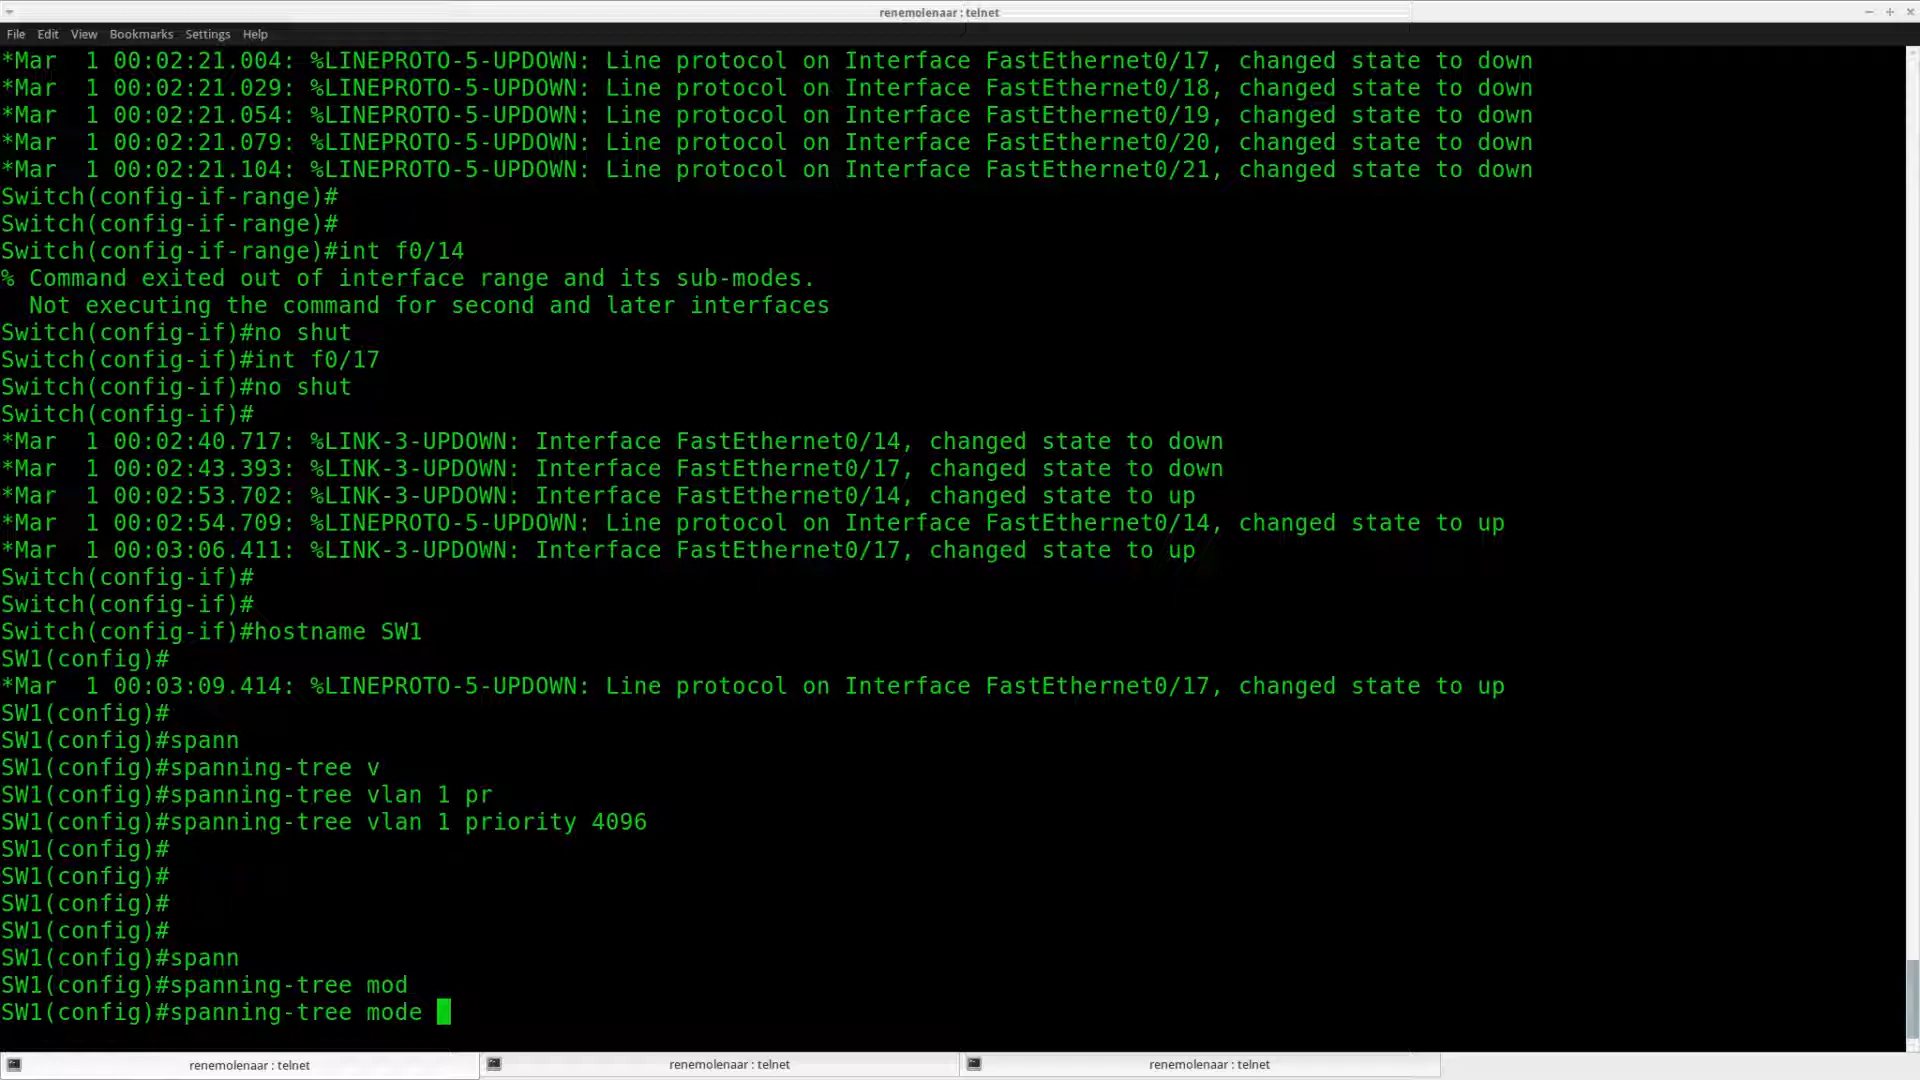 renemolenaar : telnet
File Edit View Bookmarks Settings Help
*Mar  1 00:02:21.004: %LINEPROTO-5-UPDOWN: Line protocol on Interface FastEthernet0/17, changed state to down
*Mar  1 00:02:21.029: %LINEPROTO-5-UPDOWN: Line protocol on Interface FastEthernet0/18, changed state to down
*Mar  1 00:02:21.054: %LINEPROTO-5-UPDOWN: Line protocol on Interface FastEthernet0/19, changed state to down
*Mar  1 00:02:21.079: %LINEPROTO-5-UPDOWN: Line protocol on Interface FastEthernet0/20, changed state to down
*Mar  1 00:02:21.104: %LINEPROTO-5-UPDOWN: Line protocol on Interface FastEthernet0/21, changed state to down
Switch(config-if-range)#
Switch(config-if-range)#
Switch(config-if-range)#int f0/14
% Command exited out of interface range and its sub-modes.
  Not executing the command for second and later interfaces
Switch(config-if)#no shut
Switch(config-if)#int f0/17
Switch(config-if)#no shut
Switch(config-if)#
*Mar  1 00:02:40.717: %LINK-3-UPDOWN: Interface FastEthernet0/14, changed state to down
*Mar  1 00:02:43.393: %LINK-3-UPDOWN: Interface FastEthernet0/17, changed state to down
*Mar  1 00:02:53.702: %LINK-3-UPDOWN: Interface FastEthernet0/14, changed state to up
*Mar  1 00:02:54.709: %LINEPROTO-5-UPDOWN: Line protocol on Interface FastEthernet0/14, changed state to up
*Mar  1 00:03:06.411: %LINK-3-UPDOWN: Interface FastEthernet0/17, changed state to up
Switch(config-if)#
Switch(config-if)#
Switch(config-if)#hostname SW1
SW1(config)#
*Mar  1 00:03:09.414: %LINEPROTO-5-UPDOWN: Line protocol on Interface FastEthernet0/17, changed state to up
SW1(config)#
SW1(config)#spann
SW1(config)#spanning-tree v
SW1(config)#spanning-tree vlan 1 pr
SW1(config)#spanning-tree vlan 1 priority 4096
SW1(config)#
SW1(config)#
SW1(config)#
SW1(config)#
SW1(config)#spann
SW1(config)#spanning-tree mod
SW1(config)#spanning-tree mode
renemolenaar : telnet
renemolenaar : telnet
renemolenaar : telnet